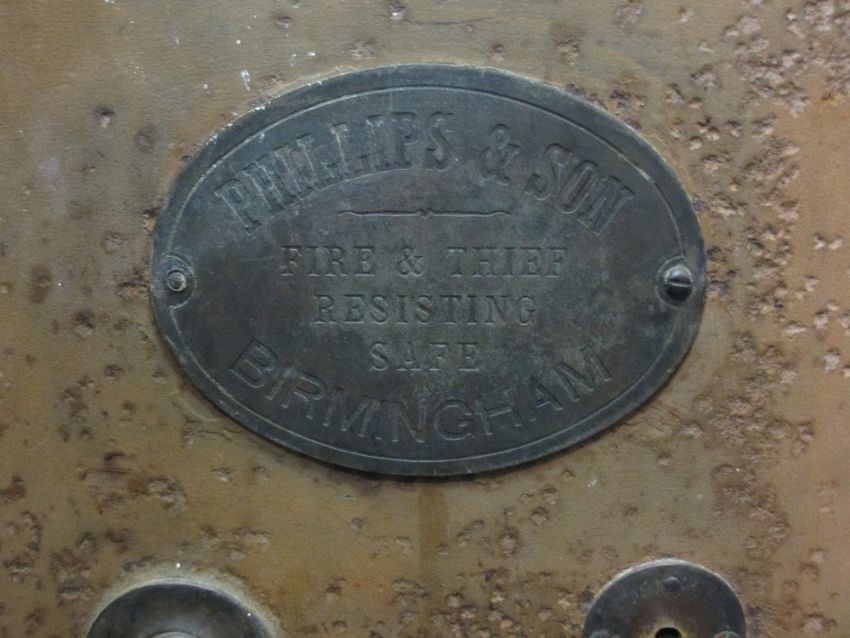 PHILLIPS & SON
FIRE & THIEF
RESISTING
SAFE
BIRMINGHAM